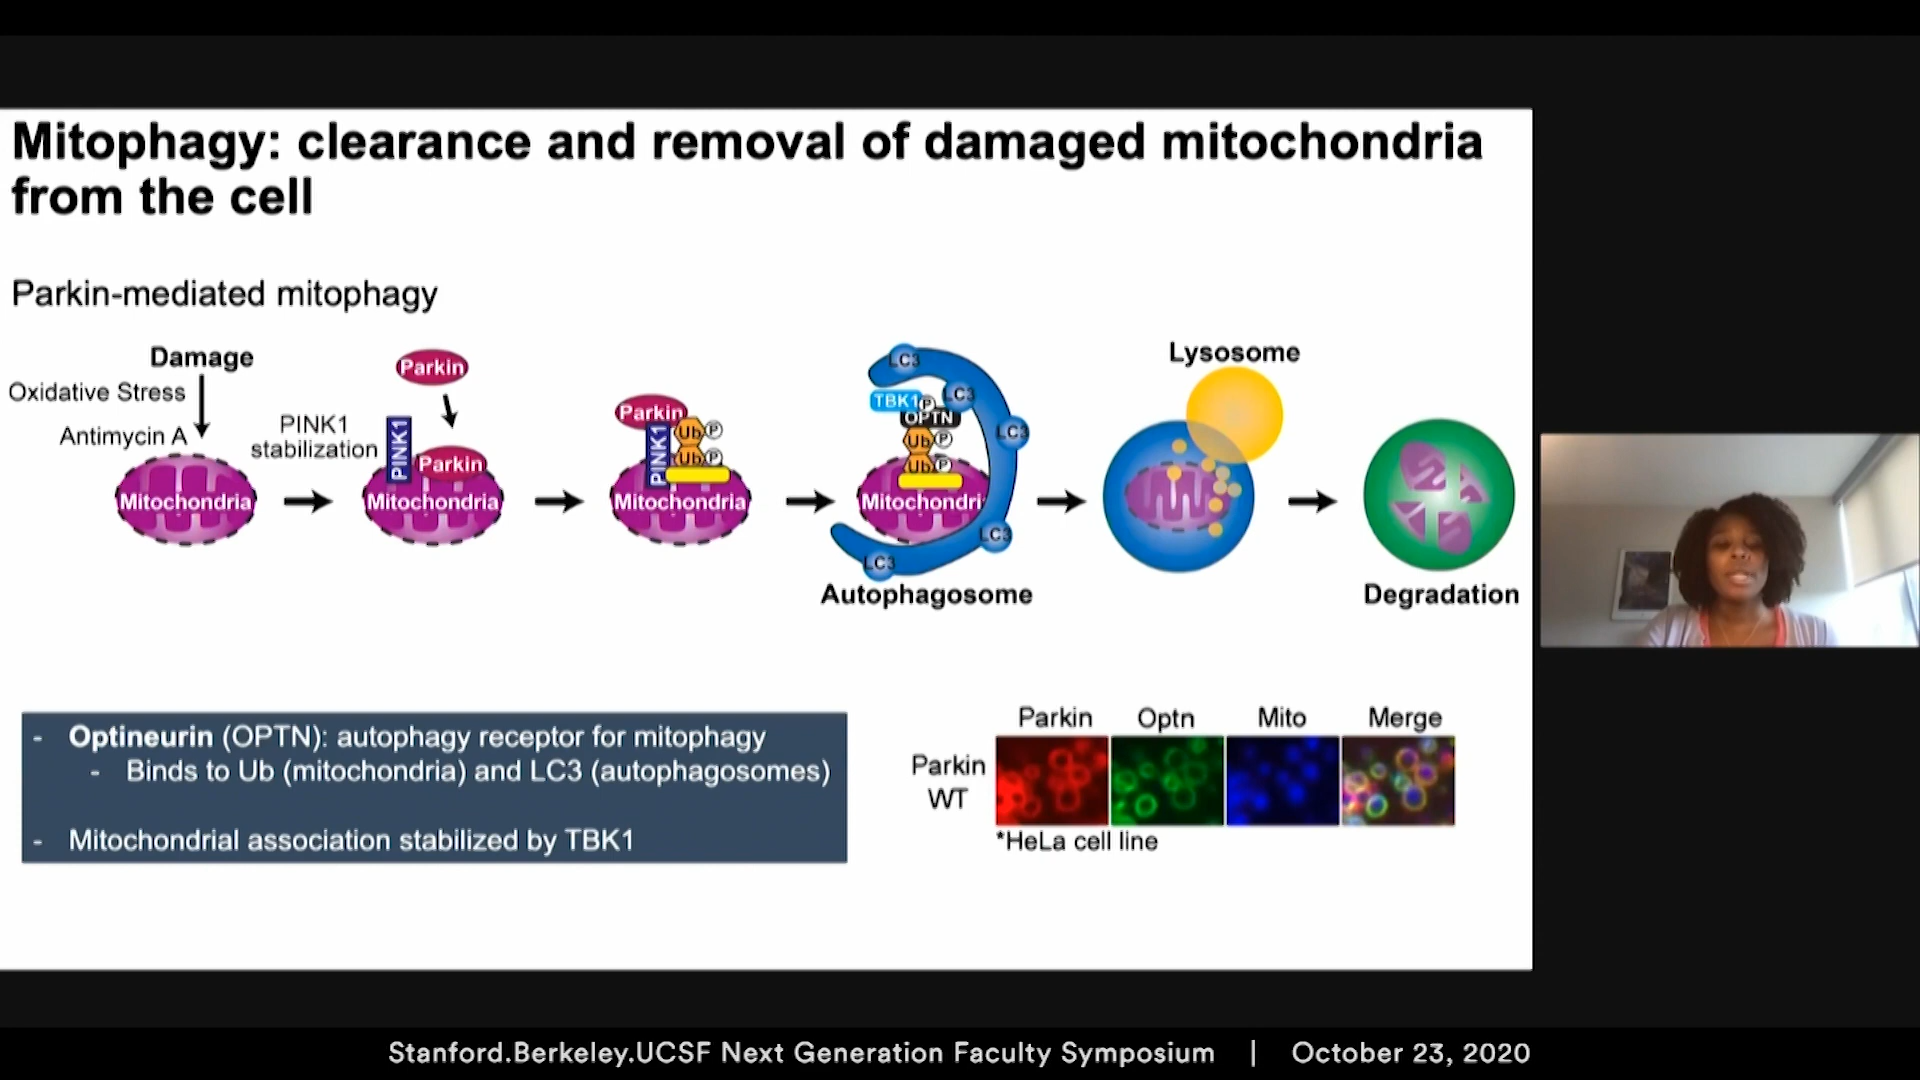 Mitophagy: clearance and removal of damaged mitochondria
from the cell
Parkin-mediated mitophagy
Damage
Oxidative Stress
Antimycin A
Mitochondria
PINK1
stabilization
Parkin
PINK1
Parkin
Mitochondria
Parkin
PINK1
Ub P
Ub P
Mitochondria
LC3
LC3
TBK1 P
OPTN
Ub P
Ub P
LC3
Mitochondri
LC3
LC3
Autophagosome
Lysosome
Degradation
- Optineurin (OPTN): autophagy receptor for mitophagy
- Binds to Ub (mitochondria) and LC3 (autophagosomes)
- Mitochondrial association stabilized by TBK1
Parkin Optn Mito Merge
Parkin
WT
*HeLa cell line
Stanford.Berkeley.UCSF Next Generation Faculty Symposium | October 23, 2020